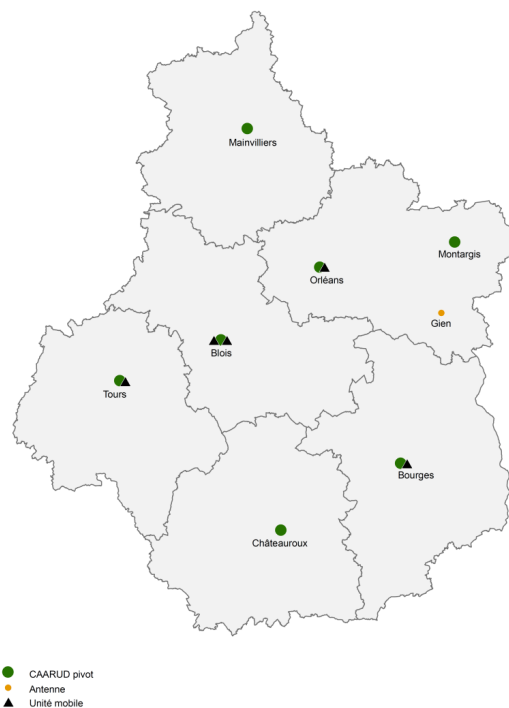 Mainvilliers
Montargis
Orléans
Gien
Blois
Tours
Bourges
Châteauroux
CAARUD pivot
Antenne
Unité mobile